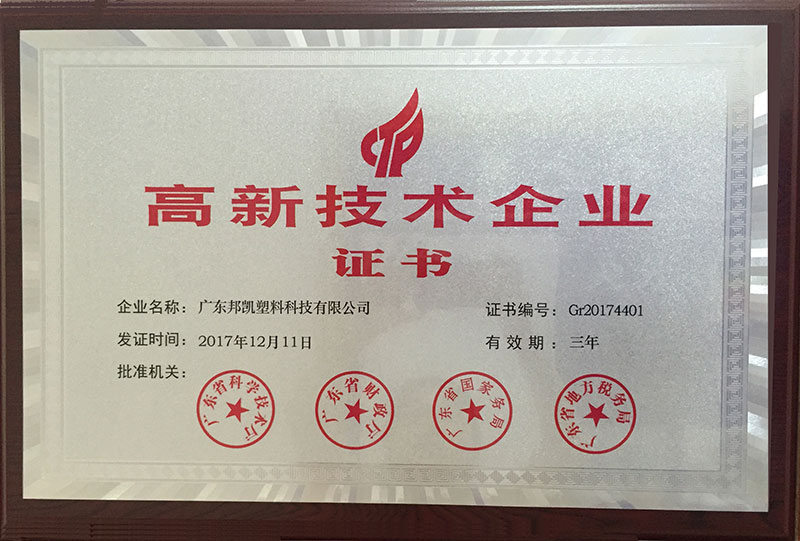 CTP
高新技术企业
证书
企业名称：广东邦凯塑料科技有限公司
证书编号：Gr20174401
发证时间：2017年12月11日
有效期：三年
批准机关：
广东省科学技术厅
广东省财政厅
广东省国家务局
广东省地方税务局